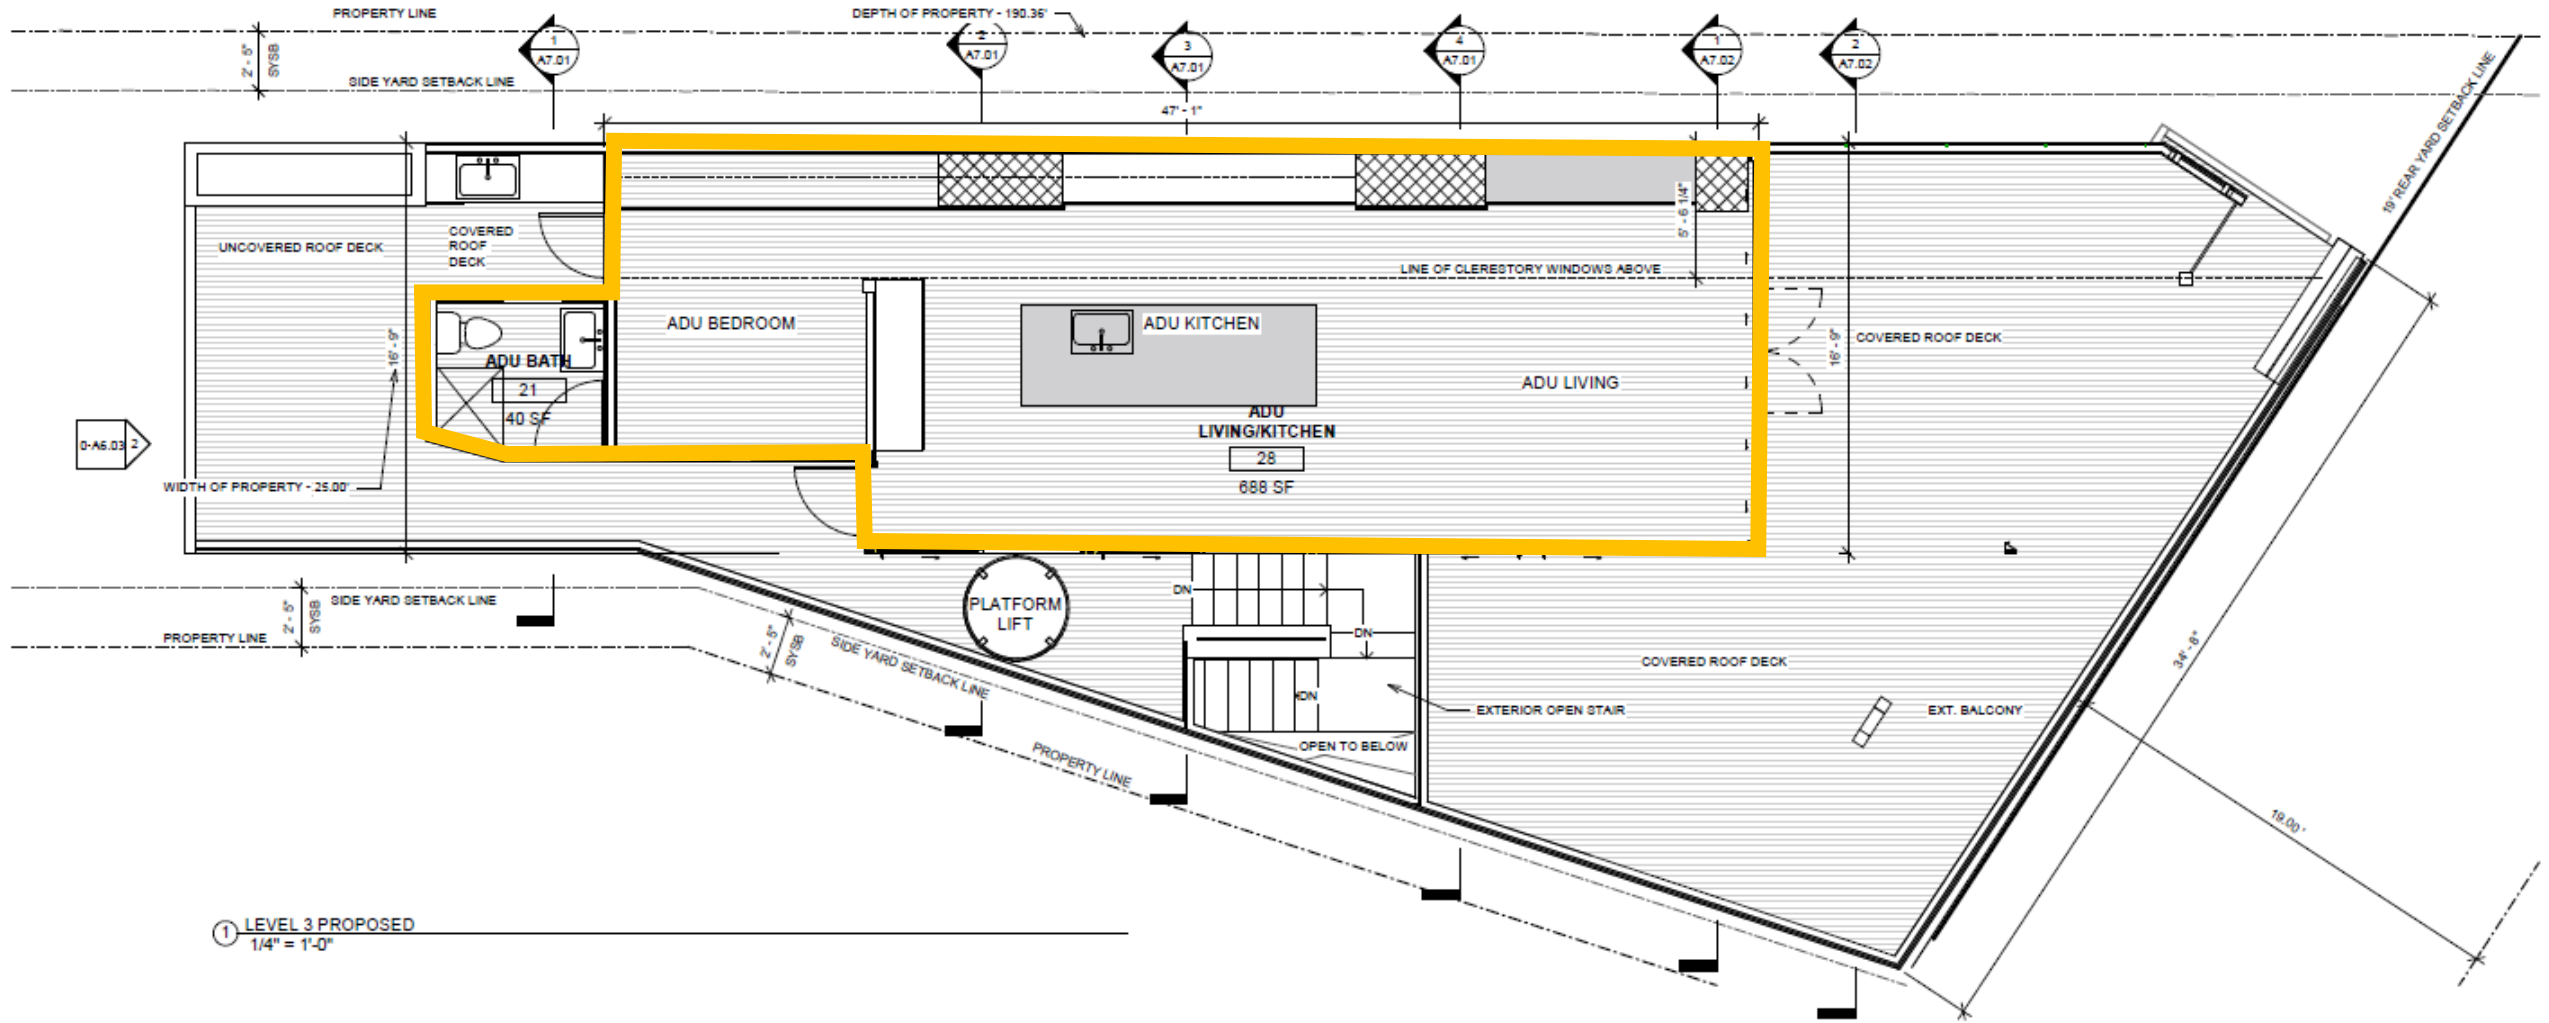 PROPERTY LINE
DEPTH OF PROPERTY - 190.36'
1
A7.01
2
A7.01
3
A7.01
4
A7.01
1
A7.02
2
A7.02
2' - 5"
SYSB
SIDE YARD SETBACK LINE
47' - 1"
19' REAR YARD SETBACK LINE
5' - 6 1/4"
UNCOVERED ROOF DECK
COVERED
ROOF
DECK
LINE OF CLERESTORY WINDOWS ABOVE
ADU BEDROOM
ADU KITCHEN
16' - 9"
16' - 9"
COVERED ROOF DECK
ADU BATH
21
40 SF
ADU LIVING
ADU
LIVING/KITCHEN
28
688 SF
0-A6.03
2
WIDTH OF PROPERTY - 25.00'
PLATFORM
LIFT
DN
DN
DN
2' - 5"
SYSB
SIDE YARD SETBACK LINE
PROPERTY LINE
2' - 5"
SYSB
SIDE YARD SETBACK LINE
PROPERTY LINE
COVERED ROOF DECK
34' - 8"
EXTERIOR OPEN STAIR
EXT. BALCONY
OPEN TO BELOW
19.00'
1
LEVEL 3 PROPOSED
1/4" = 1'-0"